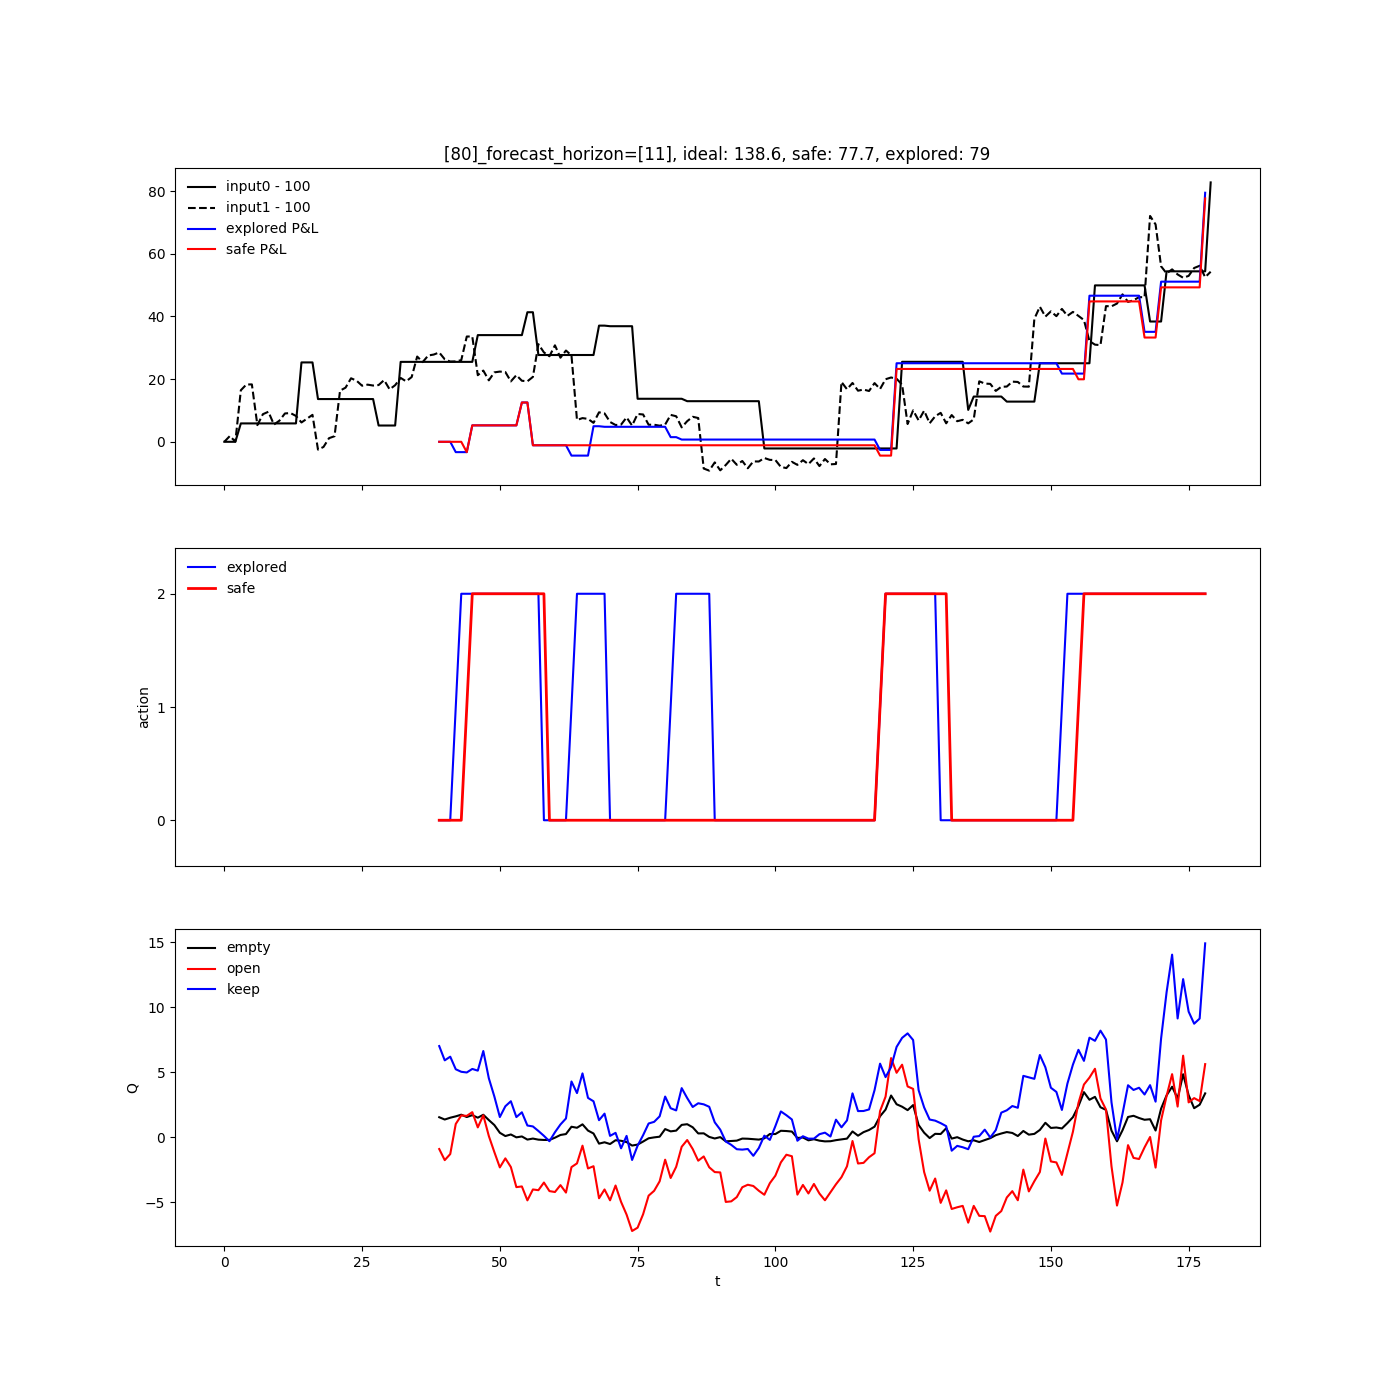 [80]_forecast_horizon=[11], ideal: 138.6, safe: 77.7, explored: 79
input0 - 100
input1 - 100
explored P&L
safe P&L
80
60
40
20
0
explored
safe
action
2
1
0
empty
open
keep
Q
15
10
5
0
−5
0 25 50 75 100 125 150 175
t